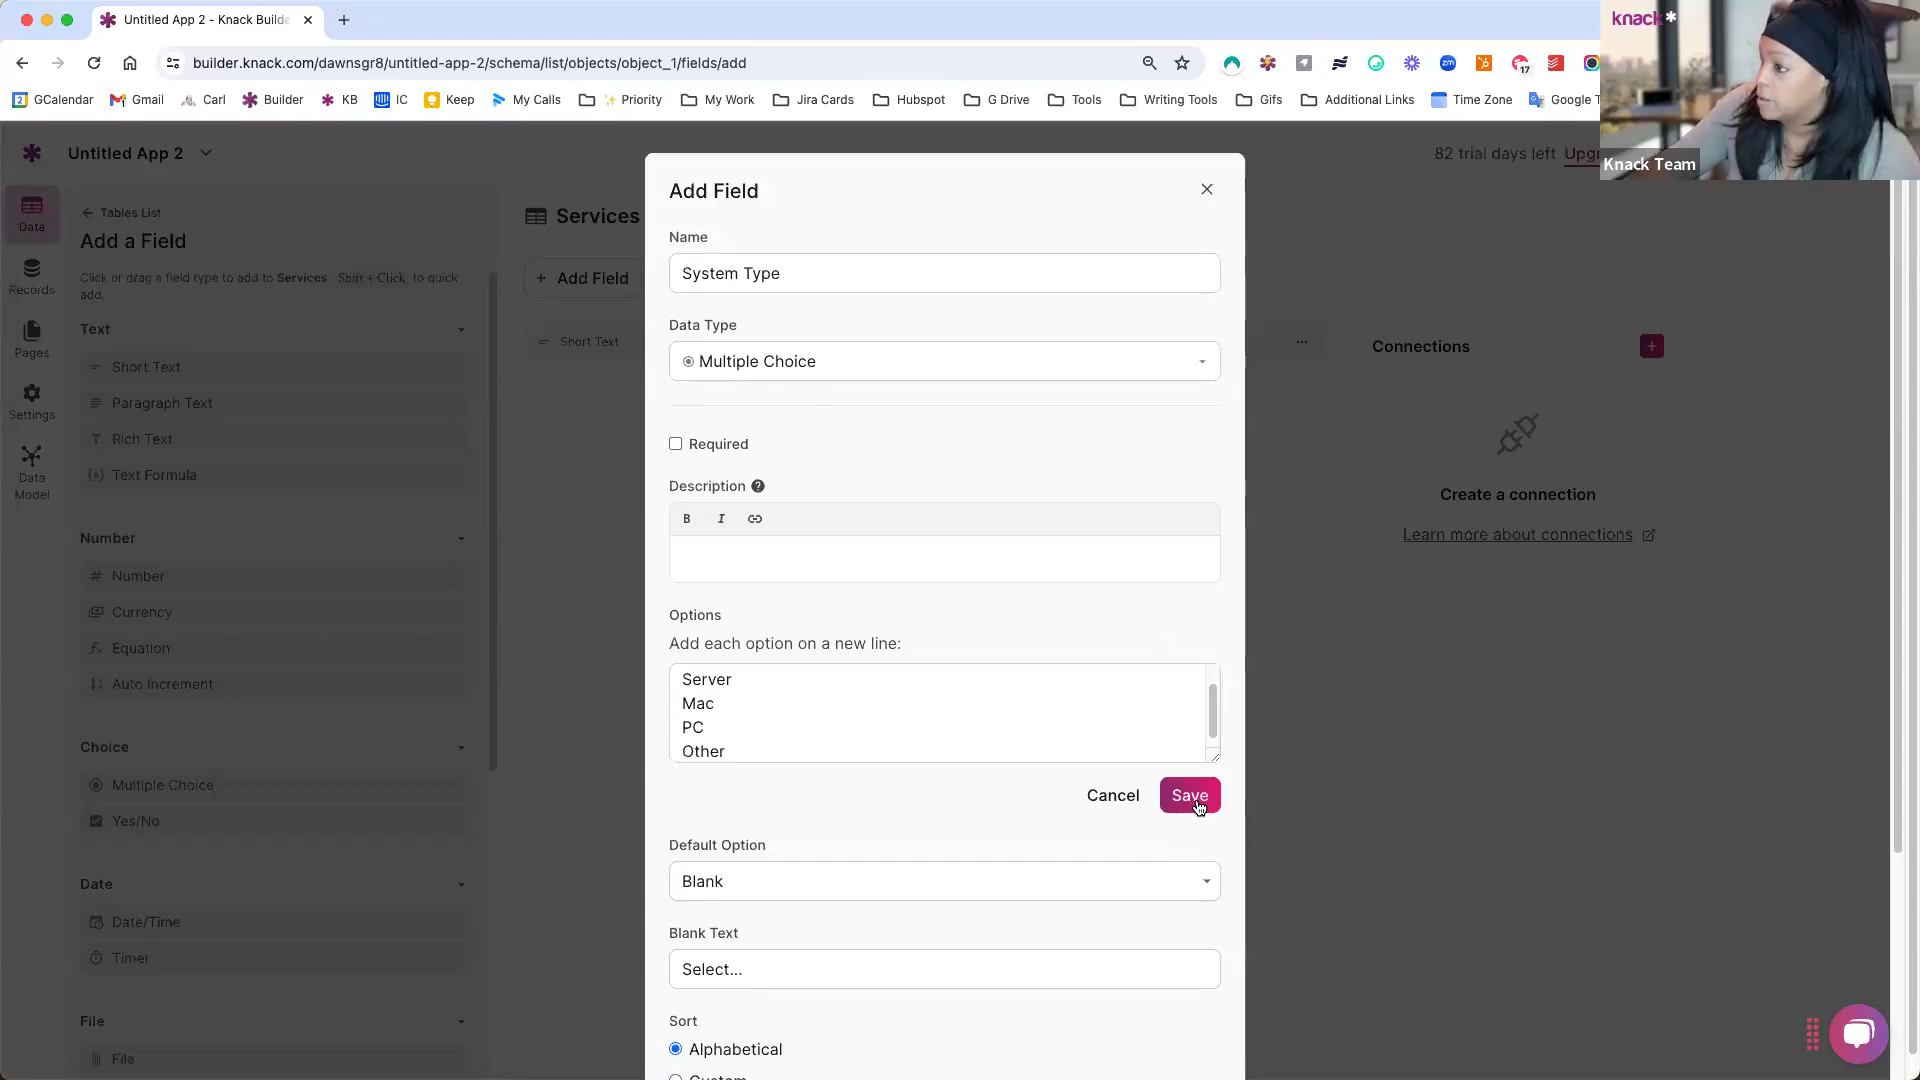 Untitled App 2 - Knack Builde
builder.knack.com/dawnsgr8/untitled-app-2/schema/list/objects/object_1/fields/add
17
zm
knack*
GCalendar
Gmail
Carl
Builder
KB
IC
Keep
My Calls
Priority
My Work
Jira Cards
Hubspot
G Drive
Tools
Writing Tools
Gifs
Additional Links
Time Zone
Google T
Knack Team
Untitled App 2
82 trial days left
Upgr
Data
Records
Pages
Settings
Data Model
Tables List
Add a Field
Click or drag a field type to add to Services. Shift + Click to quick
add.
Text
Short Text
Paragraph Text
Rich Text
Text Formula
Number
Number
Currency
Equation
Auto Increment
Choice
Multiple Choice
Yes/No
Date
Date/Time
Timer
File
File
Services
+ Add Field
Short Text
Add Field
Name
System Type
Data Type
Multiple Choice
Required
Description
B I
Options
Add each option on a new line:
Server
Mac
PC
Other
Cancel
Save
Default Option
Blank
Blank Text
Select...
Sort
Alphabetical
Custom
Connections
Create a connection
Learn more about connections